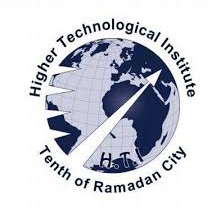 Higher Technological Institute
H.T.
Tenth of Ramadan City